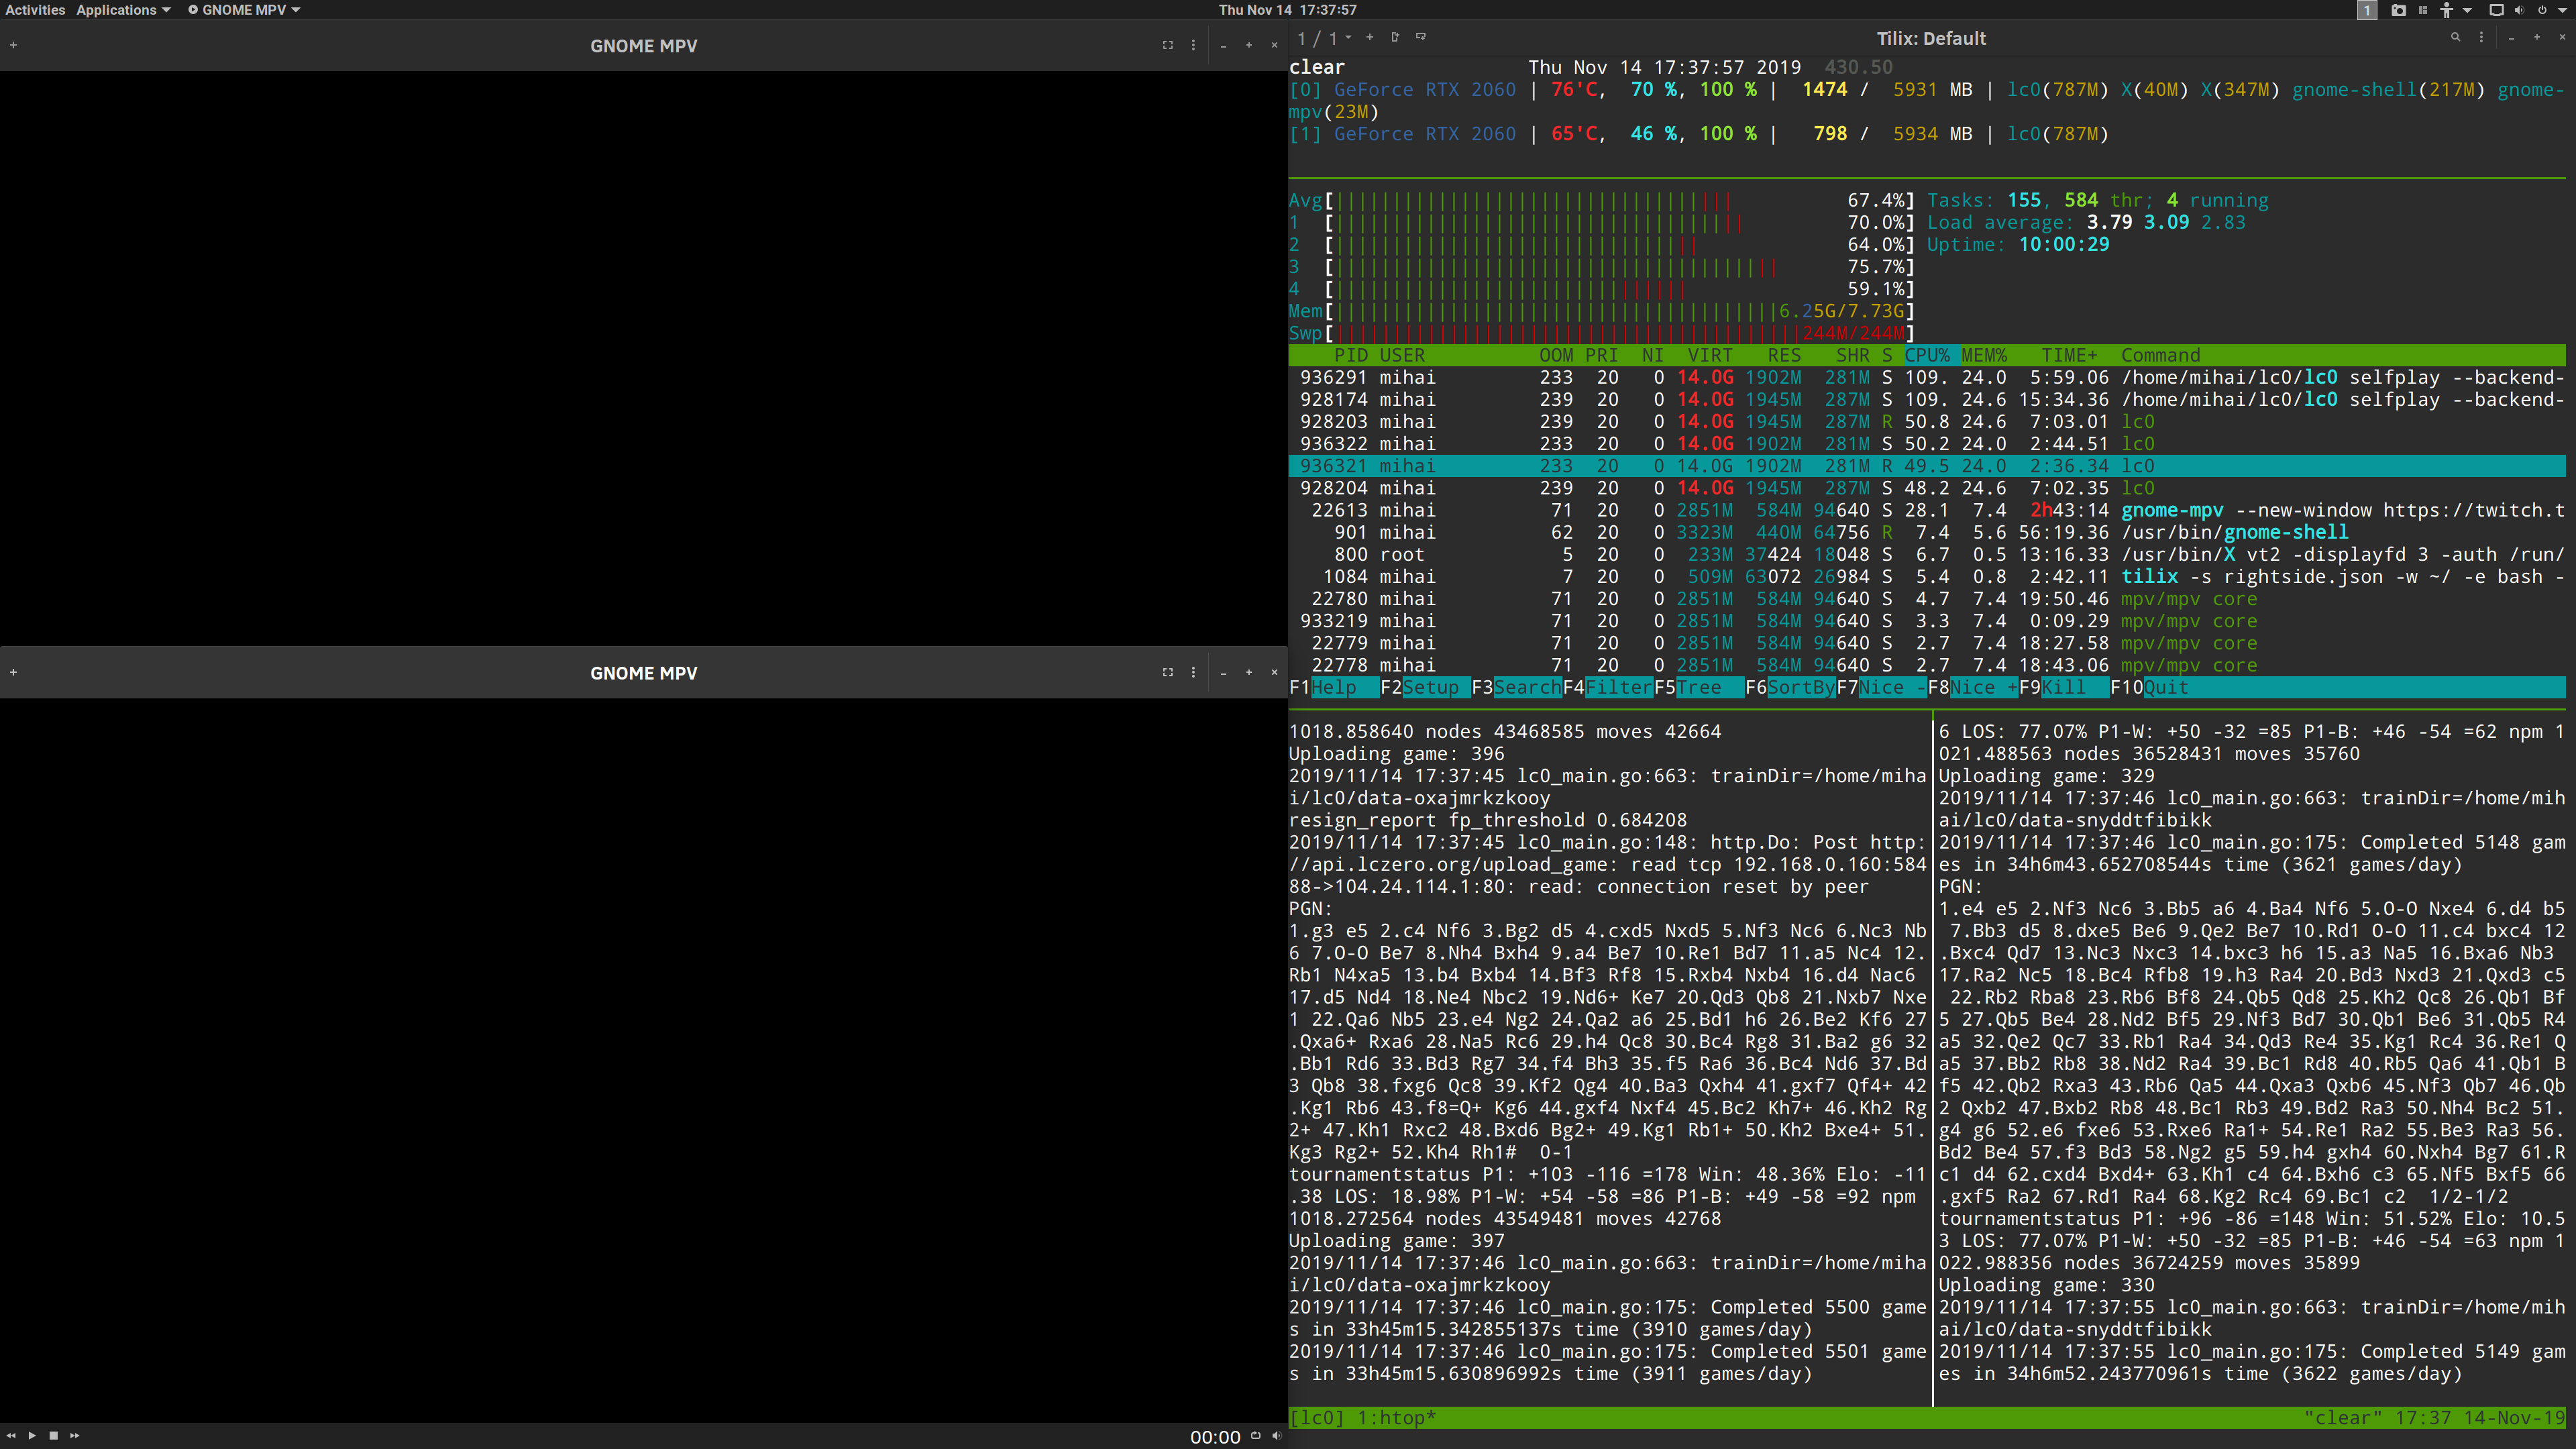 Activities Applications GNOME MPV Thu Nov 14 17:37:57 1
GNOME MPV
GNOME MPV
00:00
1 / 1 Tilix: Default
clear Thu Nov 14 17:37:57 2019 430.50
[0] GeForce RTX 2060 | 76'C, 70 %, 100 % | 1474 / 5931 MB | lc0(787M) X(40M) X(347M) gnome-shell(217M) gnome-
mpv(23M)
[1] GeForce RTX 2060 | 65'C, 46 %, 100 % | 798 / 5934 MB | lc0(787M)
Avg[ 67.4%] Tasks: 155, 584 thr; 4 running
1 [ 70.0%] Load average: 3.79 3.09 2.83
2 [ 64.0%] Uptime: 10:00:29
3 [ 75.7%]
4 [ 59.1%]
Mem[ 6.25G/7.73G]
Swp[ 244M/244M]
PID USER OOM PRI NI VIRT RES SHR S CPU% MEM% TIME+ Command
936291 mihai 233 20 0 14.0G 1902M 281M S 109. 24.0 5:59.06 /home/mihai/lc0/lc0 selfplay --backend-
928174 mihai 239 20 0 14.0G 1945M 287M S 109. 24.6 15:34.36 /home/mihai/lc0/lc0 selfplay --backend-
928203 mihai 239 20 0 14.0G 1945M 287M R 50.8 24.6 7:03.01 lc0
936322 mihai 233 20 0 14.0G 1902M 281M S 50.2 24.0 2:44.51 lc0
936321 mihai 233 20 0 14.0G 1902M 281M R 49.5 24.0 2:36.34 lc0
928204 mihai 239 20 0 14.0G 1945M 287M S 48.2 24.6 7:02.35 lc0
22613 mihai 71 20 0 2851M 584M 94640 S 28.1 7.4 2h43:14 gnome-mpv --new-window https://twitch.t
901 mihai 62 20 0 3323M 440M 64756 R 7.4 5.6 56:19.36 /usr/bin/gnome-shell
800 root 5 20 0 233M 37424 18048 S 6.7 0.5 13:16.33 /usr/bin/X vt2 -displayfd 3 -auth /run/
1084 mihai 7 20 0 509M 63072 26984 S 5.4 0.8 2:42.11 tilix -s rightside.json -w ~/ -e bash -
22780 mihai 71 20 0 2851M 584M 94640 S 4.7 7.4 19:50.46 mpv/mpv core
933219 mihai 71 20 0 2851M 584M 94640 S 3.3 7.4 0:09.29 mpv/mpv core
22779 mihai 71 20 0 2851M 584M 94640 S 2.7 7.4 18:27.58 mpv/mpv core
22778 mihai 71 20 0 2851M 584M 94640 S 2.7 7.4 18:43.06 mpv/mpv core
F1Help F2Setup F3SearchF4FilterF5Tree F6SortByF7Nice -F8Nice +F9Kill F10Quit
1018.858640 nodes 43468585 moves 42664
Uploading game: 396
2019/11/14 17:37:45 lc0_main.go:663: trainDir=/home/miha
i/lc0/data-oxajmrkzkooy
resign_report fp_threshold 0.684208
2019/11/14 17:37:45 lc0_main.go:148: http.Do: Post http:
//api.lczero.org/upload_game: read tcp 192.168.0.160:584
88->104.24.114.1:80: read: connection reset by peer
PGN:
1.g3 e5 2.c4 Nf6 3.Bg2 d5 4.cxd5 Nxd5 5.Nf3 Nc6 6.Nc3 Nb
6 7.O-O Be7 8.Nh4 Bxh4 9.a4 Be7 10.Re1 Bd7 11.a5 Nc4 12.
Rb1 N4xa5 13.b4 Bxb4 14.Bf3 Rf8 15.Rxb4 Nxb4 16.d4 Nac6
17.d5 Nd4 18.Ne4 Nbc2 19.Nd6+ Ke7 20.Qd3 Qb8 21.Nxb7 Nxe
1 22.Qa6 Nb5 23.e4 Ng2 24.Qa2 a6 25.Bd1 h6 26.Be2 Kf6 27
.Qxa6+ Rxa6 28.Na5 Rc6 29.h4 Qc8 30.Bc4 Rg8 31.Ba2 g6 32
.Bb1 Rd6 33.Bd3 Rg7 34.f4 Bh3 35.f5 Ra6 36.Bc4 Nd6 37.Bd
3 Qb8 38.fxg6 Qc8 39.Kf2 Qg4 40.Ba3 Qxh4 41.gxf7 Qf4+ 42
.Kg1 Rb6 43.f8=Q+ Kg6 44.gxf4 Nxf4 45.Bc2 Kh7+ 46.Kh2 Rg
2+ 47.Kh1 Rxc2 48.Bxd6 Bg2+ 49.Kg1 Rb1+ 50.Kh2 Bxe4+ 51.
Kg3 Rg2+ 52.Kh4 Rh1# 0-1
tournamentstatus P1: +103 -116 =178 Win: 48.36% Elo: -11
.38 LOS: 18.98% P1-W: +54 -58 =86 P1-B: +49 -58 =92 npm
1018.272564 nodes 43549481 moves 42768
Uploading game: 397
2019/11/14 17:37:46 lc0_main.go:663: trainDir=/home/miha
i/lc0/data-oxajmrkzkooy
2019/11/14 17:37:46 lc0_main.go:175: Completed 5500 game
s in 33h45m15.342855137s time (3910 games/day)
2019/11/14 17:37:46 lc0_main.go:175: Completed 5501 game
s in 33h45m15.630896992s time (3911 games/day)
6 LOS: 77.07% P1-W: +50 -32 =85 P1-B: +46 -54 =62 npm 1
021.488563 nodes 36528431 moves 35760
Uploading game: 329
2019/11/14 17:37:46 lc0_main.go:663: trainDir=/home/mih
ai/lc0/data-snyddtfibikk
2019/11/14 17:37:46 lc0_main.go:175: Completed 5148 gam
es in 34h6m43.652708544s time (3621 games/day)
PGN:
1.e4 e5 2.Nf3 Nc6 3.Bb5 a6 4.Ba4 Nf6 5.O-O Nxe4 6.d4 b5
7.Bb3 d5 8.dxe5 Be6 9.Qe2 Be7 10.Rd1 O-O 11.c4 bxc4 12
.Bxc4 Qd7 13.Nc3 Nxc3 14.bxc3 h6 15.a3 Na5 16.Bxa6 Nb3
17.Ra2 Nc5 18.Bc4 Rfb8 19.h3 Ra4 20.Bd3 Nxd3 21.Qxd3 c5
22.Rb2 Rba8 23.Rb6 Bf8 24.Qb5 Qd8 25.Kh2 Qc8 26.Qb1 Bf
5 27.Qb5 Be4 28.Nd2 Bf5 29.Nf3 Bd7 30.Qb1 Be6 31.Qb5 R4
a5 32.Qe2 Qc7 33.Rb1 Ra4 34.Qd3 Re4 35.Kg1 Rc4 36.Re1 Q
a5 37.Bb2 Rb8 38.Nd2 Ra4 39.Bc1 Rd8 40.Rb5 Qa6 41.Qb1 B
f5 42.Qb2 Rxa3 43.Rb6 Qa5 44.Qxa3 Qxb6 45.Nf3 Qb7 46.Qb
2 Qxb2 47.Bxb2 Rb8 48.Bc1 Rb3 49.Bd2 Ra3 50.Nh4 Bc2 51.
g4 g6 52.e6 fxe6 53.Rxe6 Ra1+ 54.Re1 Ra2 55.Be3 Ra3 56.
Bd2 Be4 57.f3 Bd3 58.Ng2 g5 59.h4 gxh4 60.Nxh4 Bg7 61.R
c1 d4 62.cxd4 Bxd4+ 63.Kh1 c4 64.Bxh6 c3 65.Nf5 Bxf5 66
.gxf5 Ra2 67.Rd1 Ra4 68.Kg2 Rc4 69.Bc1 c2 1/2-1/2
tournamentstatus P1: +96 -86 =148 Win: 51.52% Elo: 10.5
3 LOS: 77.07% P1-W: +50 -32 =85 P1-B: +46 -54 =63 npm 1
022.988356 nodes 36724259 moves 35899
Uploading game: 330
2019/11/14 17:37:55 lc0_main.go:663: trainDir=/home/mih
ai/lc0/data-snyddtfibikk
2019/11/14 17:37:55 lc0_main.go:175: Completed 5149 gam
es in 34h6m52.243770961s time (3622 games/day)
[lc0] 1:htop* "clear" 17:37 14-Nov-19